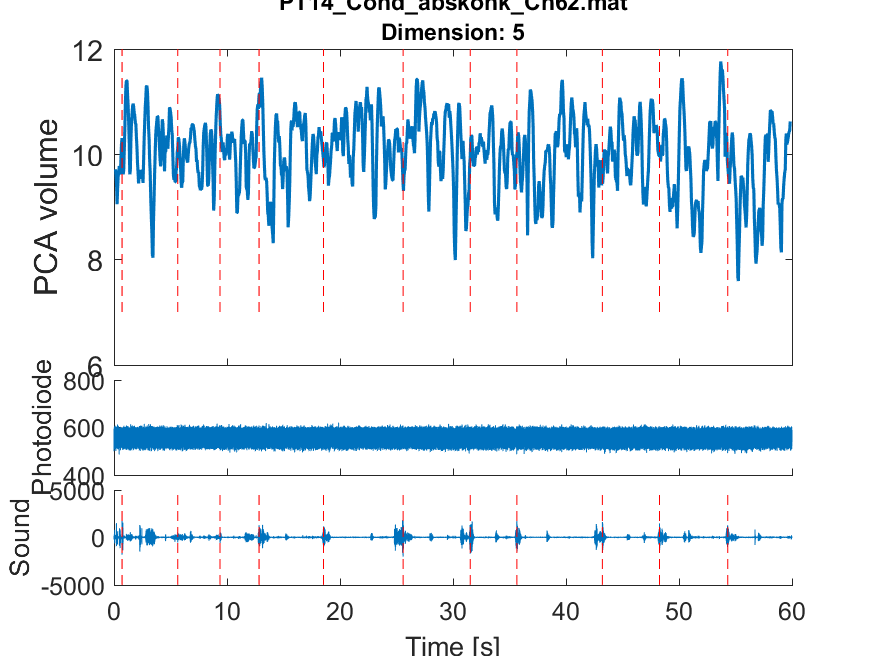 PT14_Cond_abskonk_Ch62.mat
Dimension: 5
12
10
8
6
PCA volume
800
600
400
Photodiode
5000
0
-5000
Sound
0 10 20 30 40 50 60
Time [s]